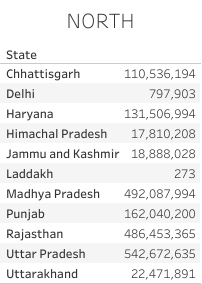 NORTH
State
Chhattisgarh 110,536,194
Delhi 797,903
Haryana 131,506,994
Himachal Pradesh 17,810,208
Jammu and Kashmir 18,888,028
Laddakh 273
Madhya Pradesh 492,087,994
Punjab 162,040,200
Rajasthan 486,453,365
Uttar Pradesh 542,672,635
Uttarakhand 22,471,891